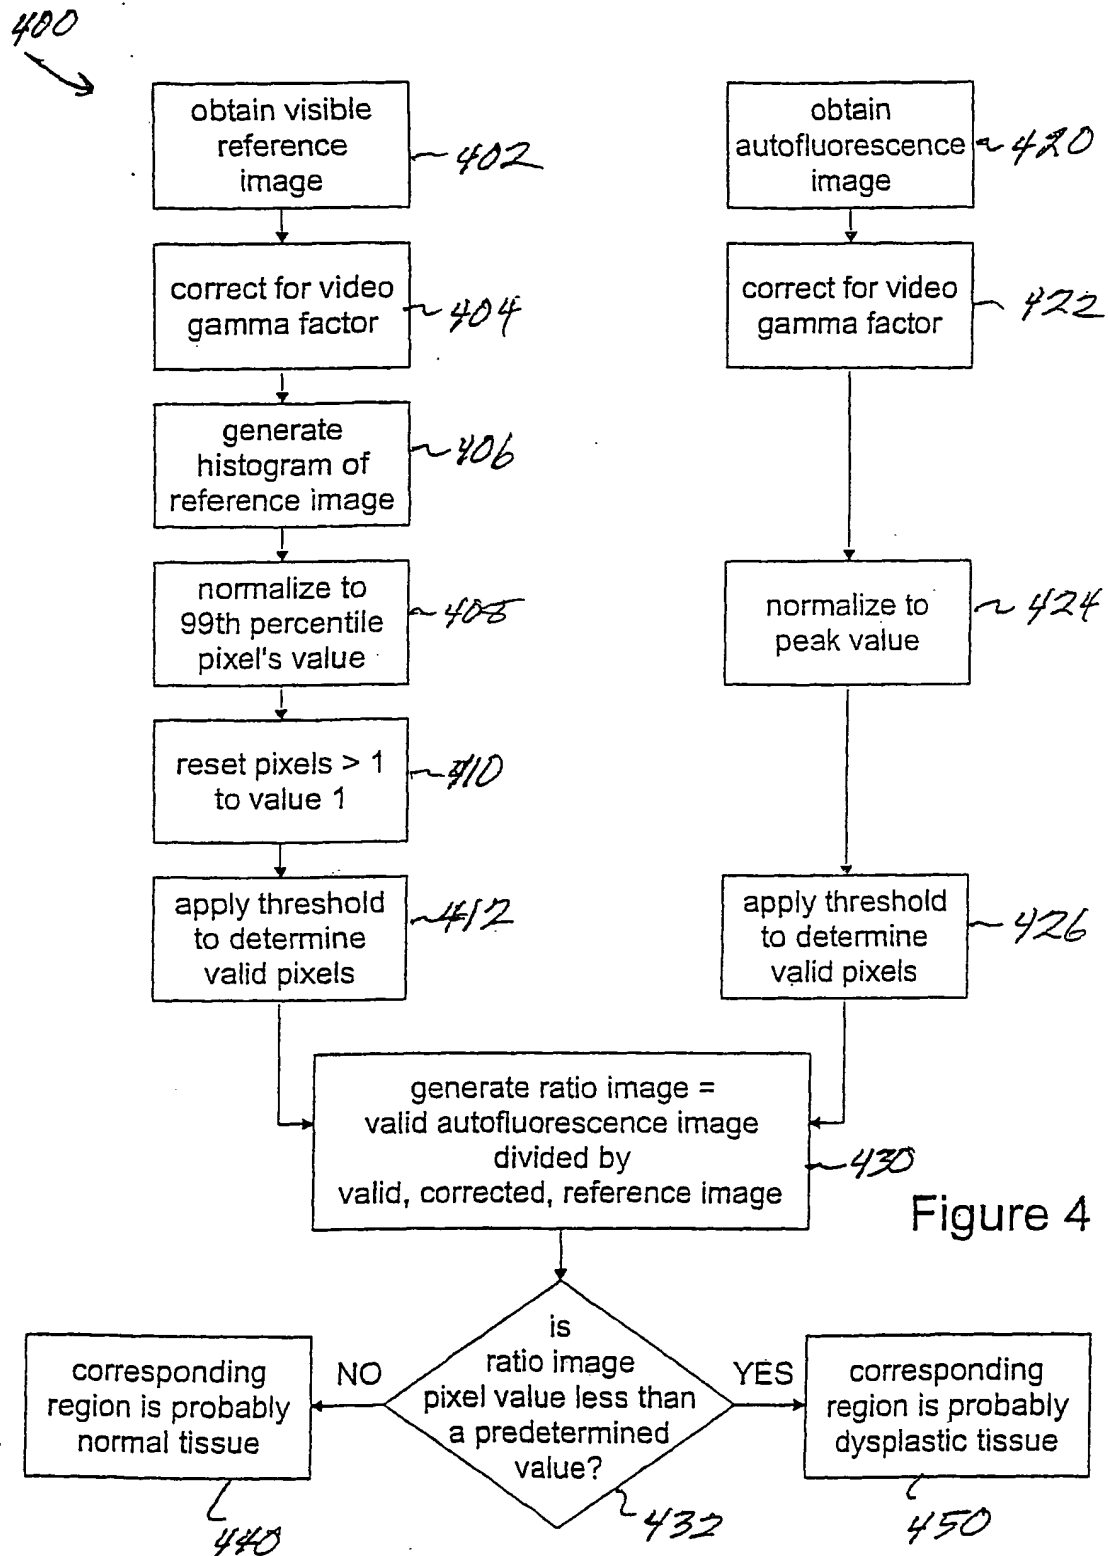 400
obtain visible
reference
image
402
obtain
autofluorescence
image
420
correct for video
gamma factor
404
correct for video
gamma factor
422
generate
histogram of
reference image
406
normalize to
99th percentile
pixel's value
408
normalize to
peak value
424
reset pixels > 1
to value 1
410
apply threshold
to determine
valid pixels
412
apply threshold
to determine
valid pixels
426
generate ratio image =
valid autofluorescence image
divided by
valid, corrected, reference image
430
Figure 4
is
ratio image
pixel value less than
a predetermined
value?
432
NO
YES
corresponding
region is probably
normal tissue
440
corresponding
region is probably
dysplastic tissue
450